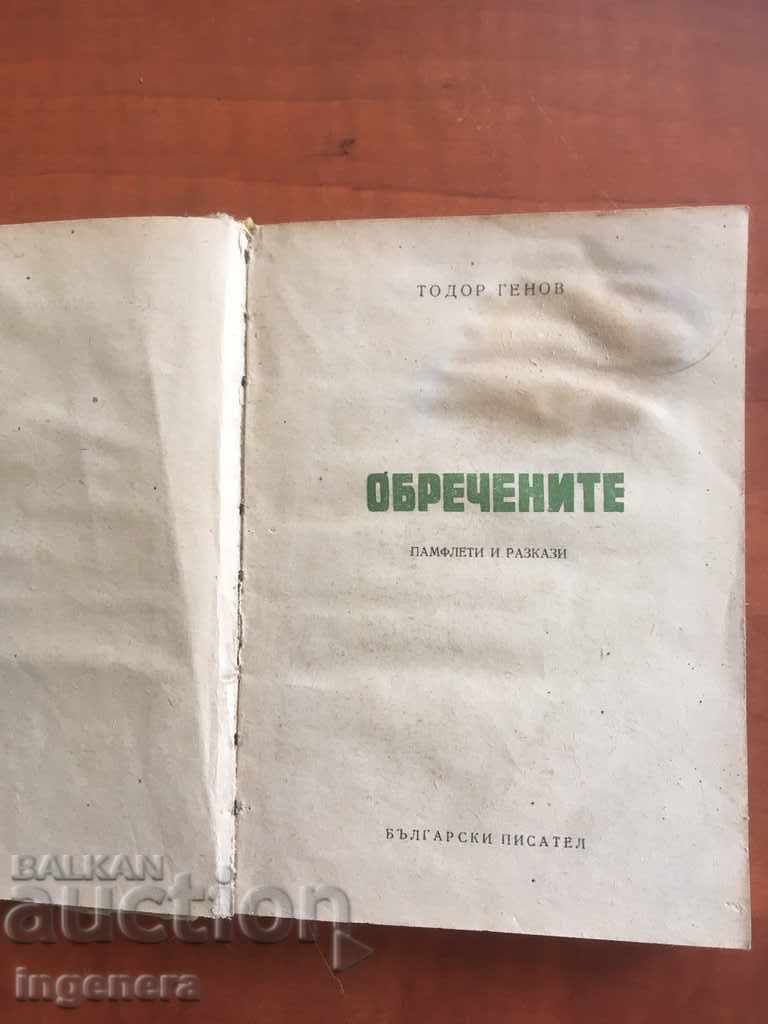 ТОДОР ГЕНОВ
ОБРЕЧЕНИТЕ
ПАМФЛЕТИ И РАЗКАЗИ
БЪЛГАРСКИ ПИСАТЕЛ
BALKAN
auction
ingenera